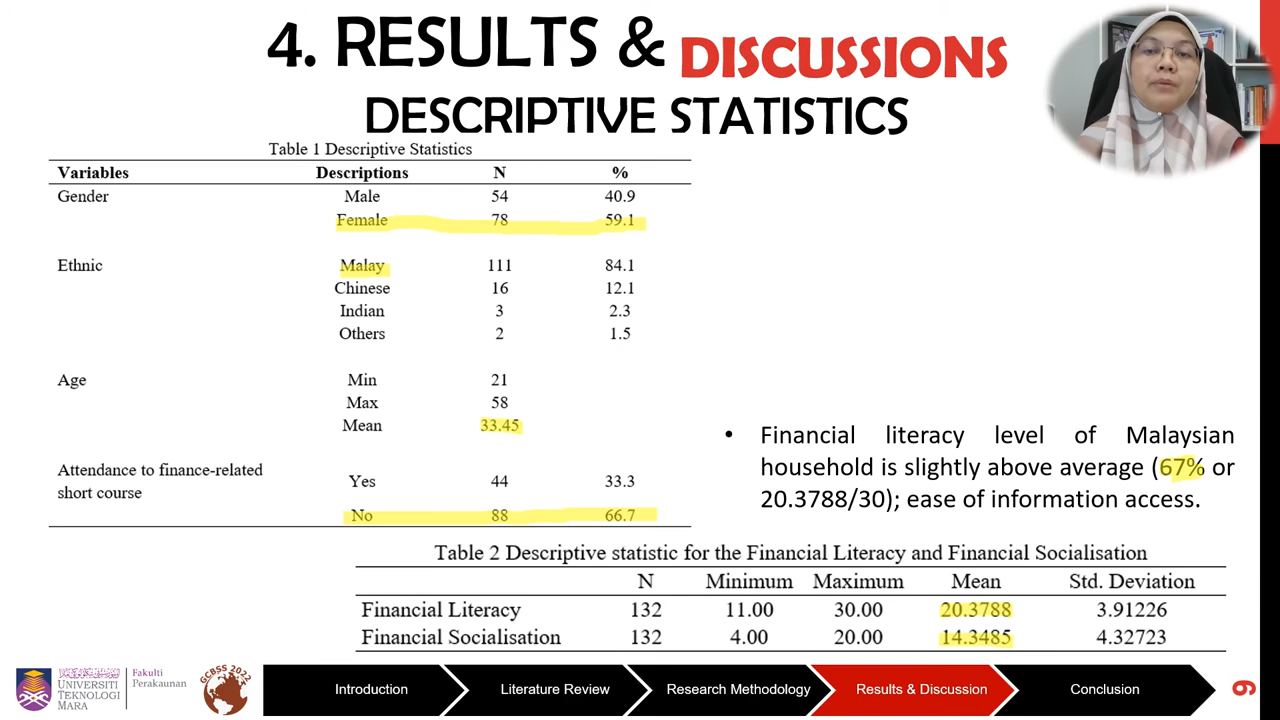 4. RESULTS & DISCUSSIONS
DESCRIPTIVE STATISTICS
Table 1 Descriptive Statistics
Variables Descriptions N %
Gender Male 54 40.9
Female 78 59.1
Ethnic Malay 111 84.1
Chinese 16 12.1
Indian 3 2.3
Others 2 1.5
Age Min 21
Max 58
Mean 33.45
Attendance to finance-related
short course Yes 44 33.3
No 88 66.7
• Financial literacy level of Malaysian
household is slightly above average (67% or
20.3788/30); ease of information access.
Table 2 Descriptive statistic for the Financial Literacy and Financial Socialisation
N Minimum Maximum Mean Std. Deviation
Financial Literacy 132 11.00 30.00 20.3788 3.91226
Financial Socialisation 132 4.00 20.00 14.3485 4.32723
UNIVERSITI
TEKNOLOGI
MARA
Fakulti
Perakaunan
GCBSS 2022
Introduction
Literature Review
Research Methodology
Results & Discussion
Conclusion
9